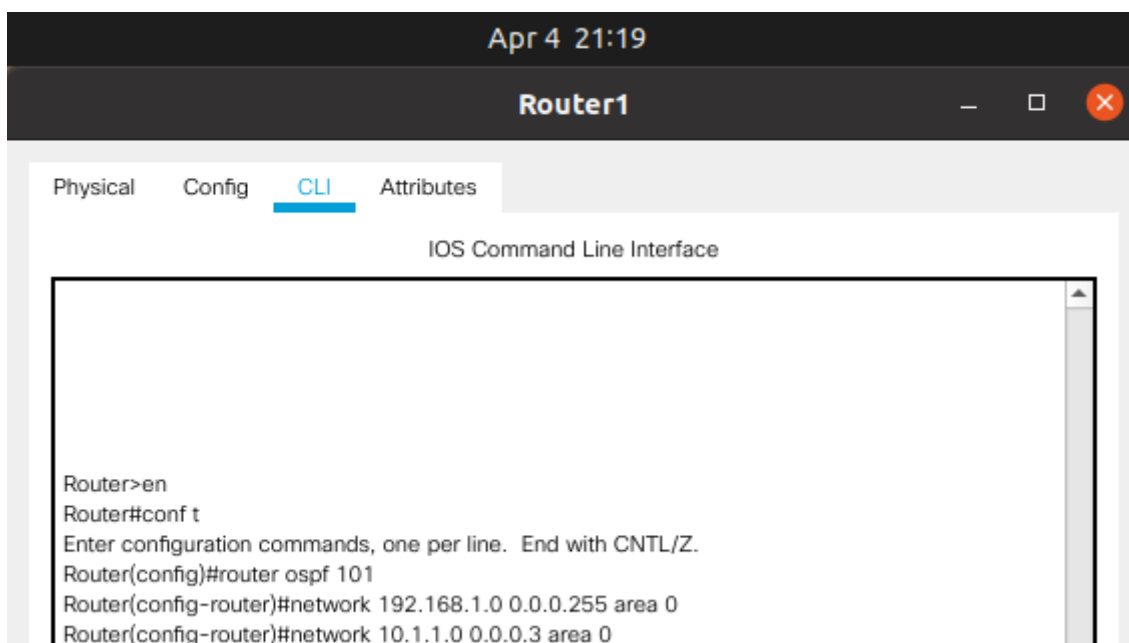 Apr 4 21:19
Router1
Physical Config CLI Attributes
IOS Command Line Interface
Router>en
Router#conf t
Enter configuration commands, one per line. End with CNTL/Z.
Router(config)#router ospf 101
Router(config-router)#network 192.168.1.0 0.0.0.255 area 0
Router(config-router)#network 10.1.1.0 0.0.0.3 area 0